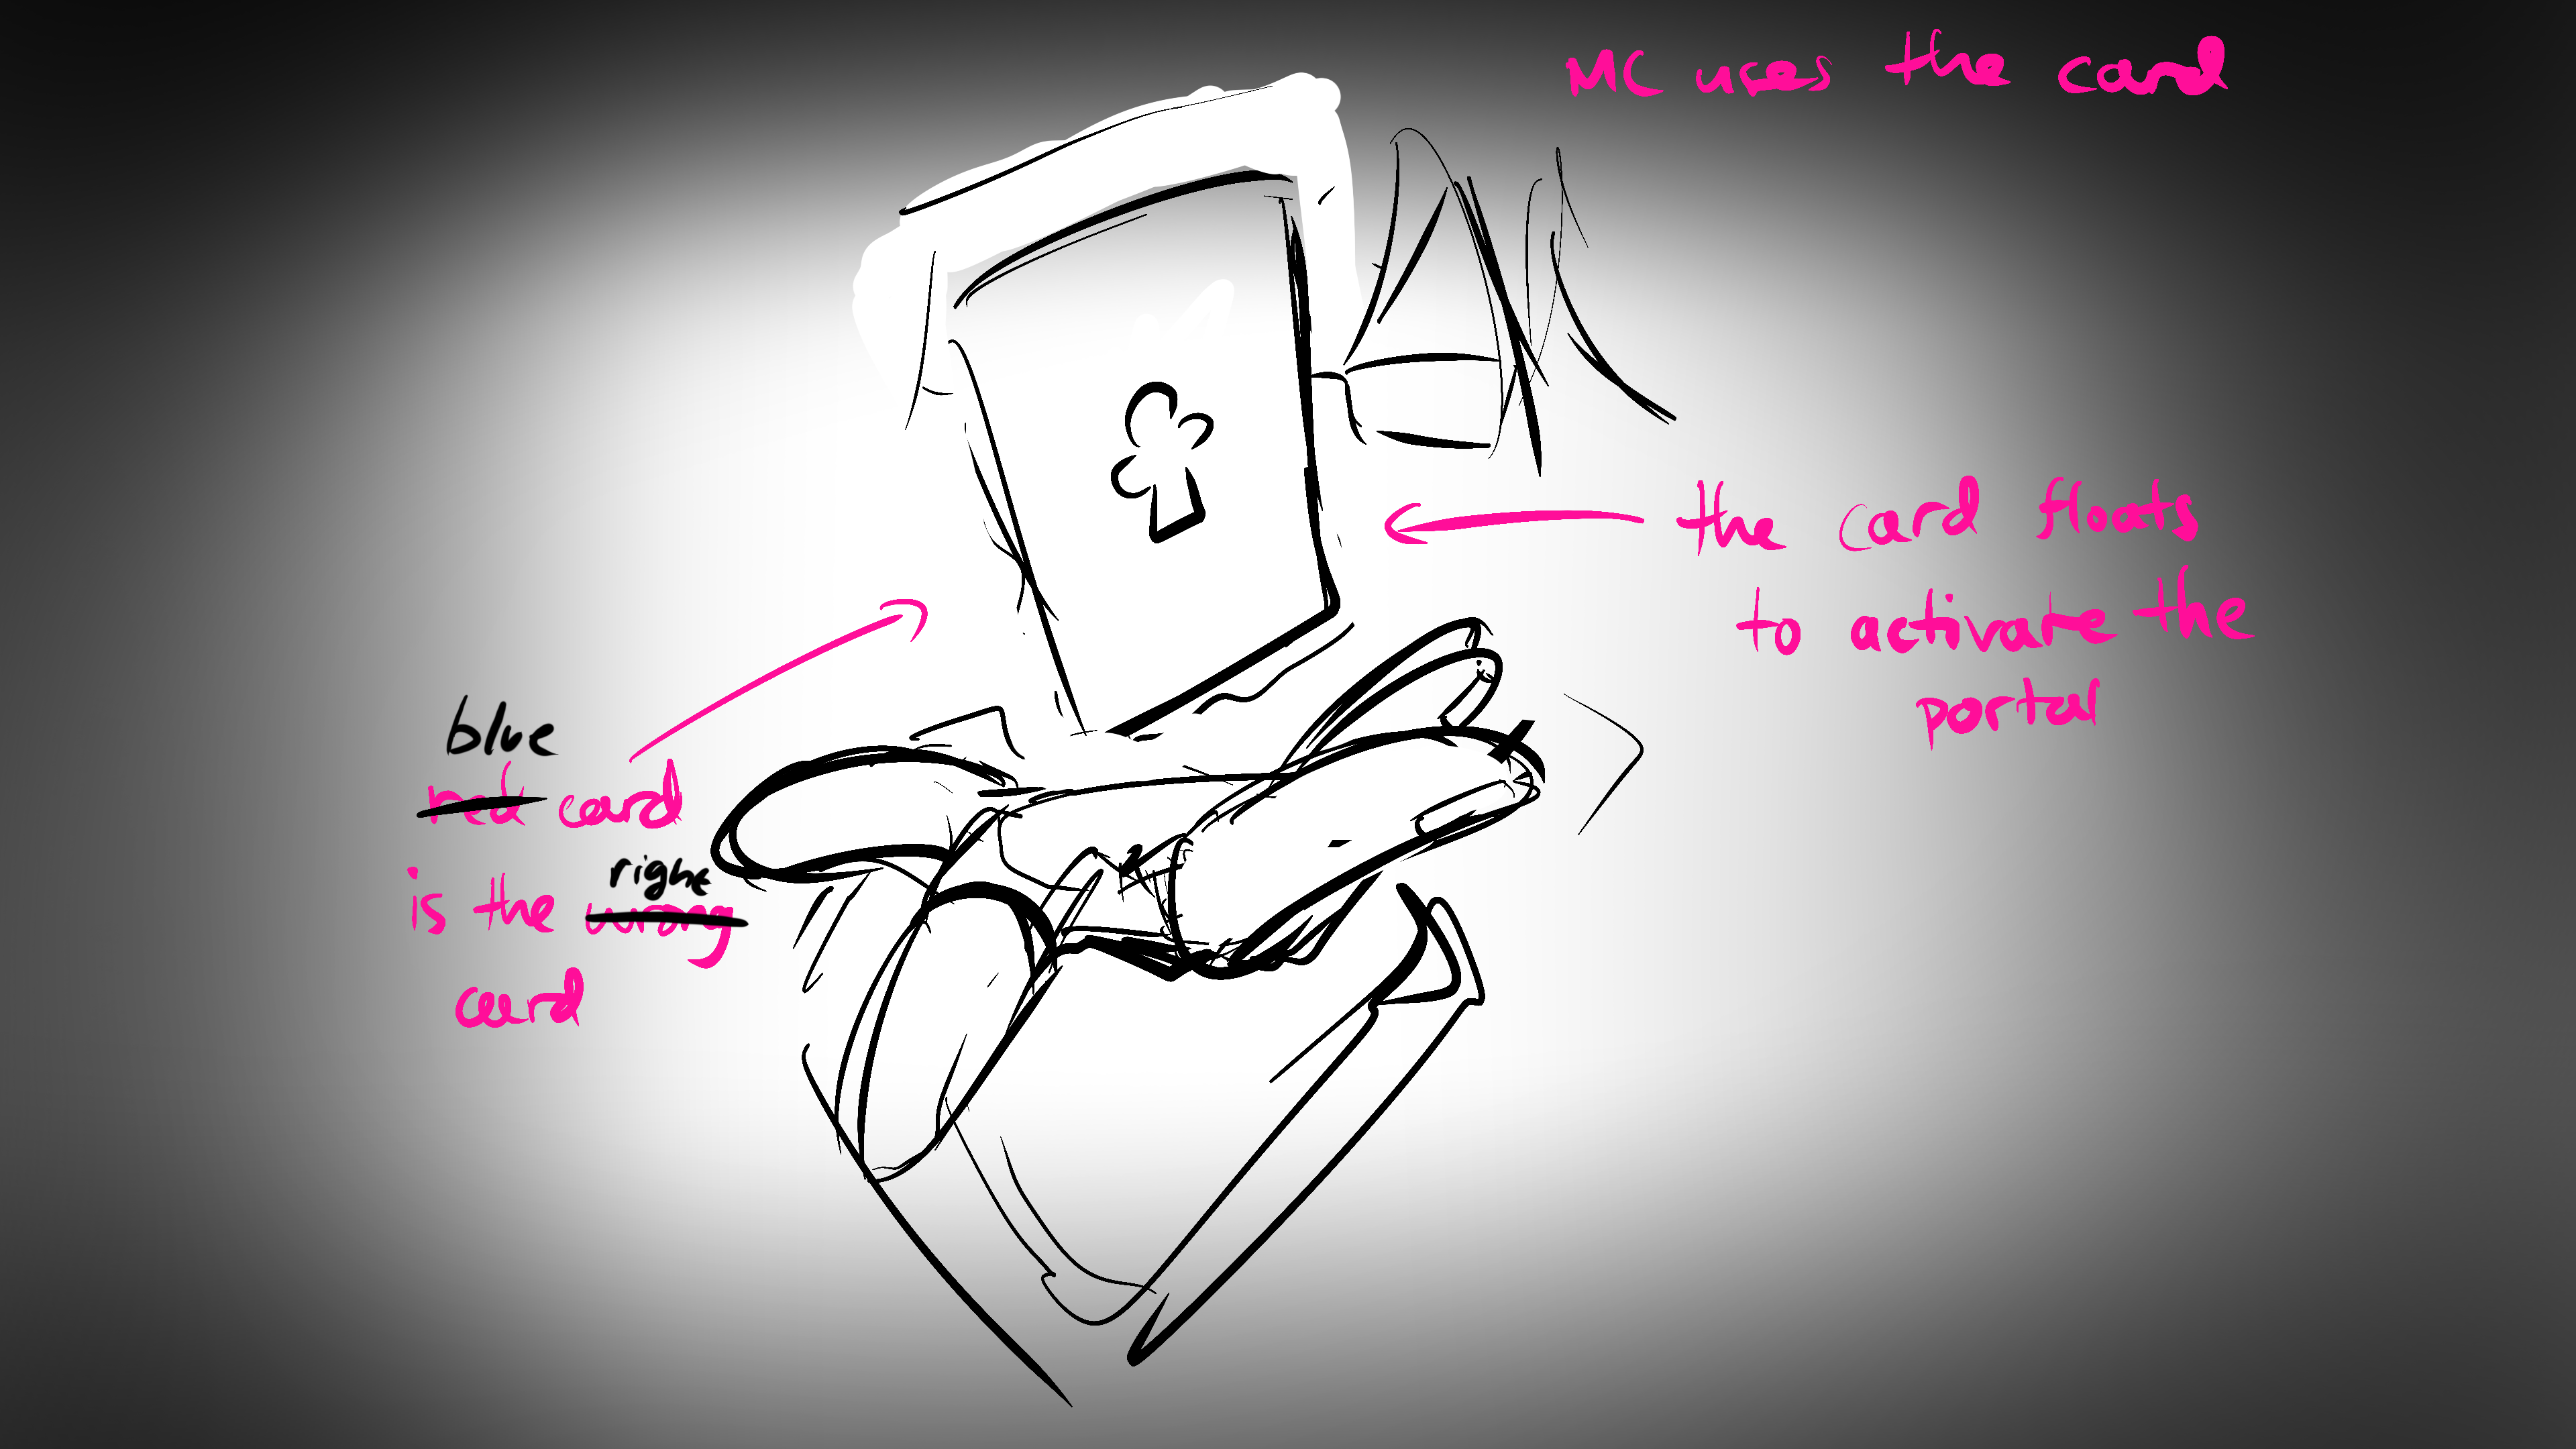 MC uses the card
the card floats
to activate the
portal
blue
red card
right
is the wrong
card